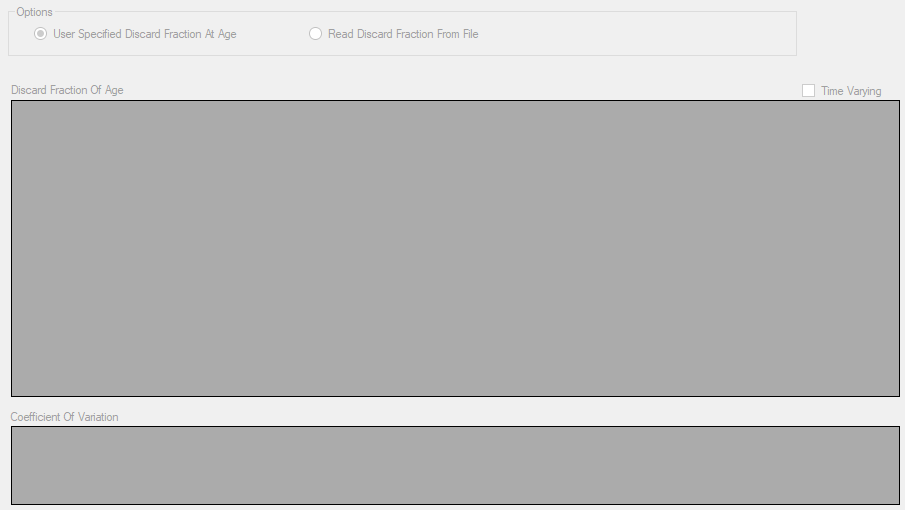 Options
User Specified Discard Fraction At Age
Read Discard Fraction From File
Discard Fraction Of Age
Time Varying
Coefficient Of Variation